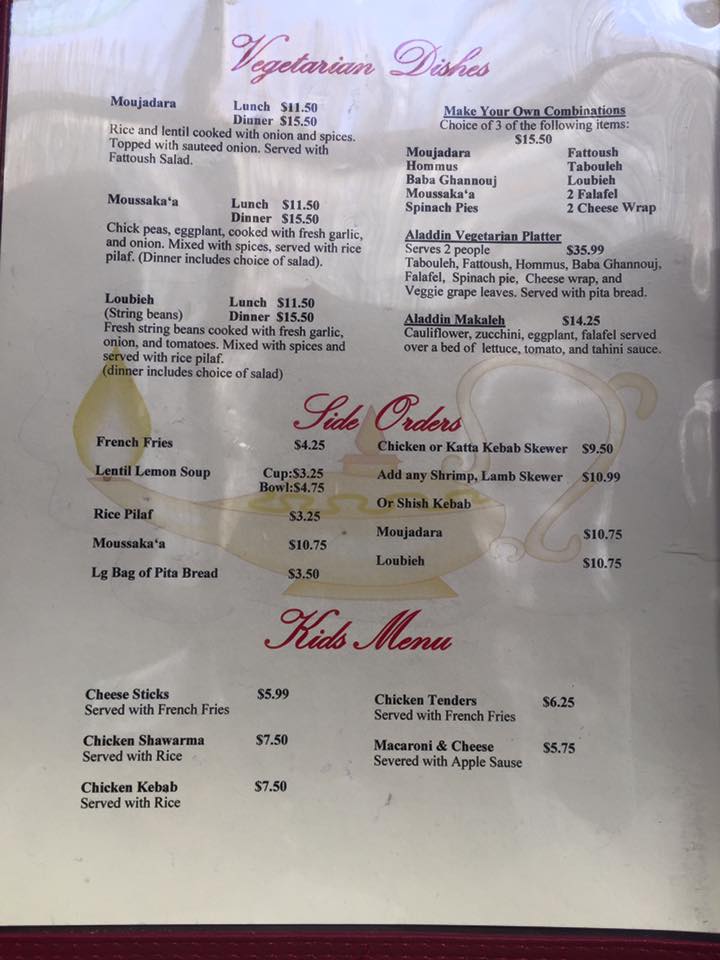 Vegetarian Dishes
Moujadara Lunch $11.50
Dinner $15.50
Rice and lentil cooked with onion and spices.
Topped with sauteed onion. Served with
Fattoush Salad.
Moussaka‘a Lunch $11.50
Dinner $15.50
Chick peas, eggplant, cooked with fresh garlic,
and onion. Mixed with spices, served with rice
pilaf. (Dinner includes choice of salad).
Loubieh Lunch $11.50
(String beans) Dinner $15.50
Fresh string beans cooked with fresh garlic,
onion, and tomatoes. Mixed with spices and
served with rice pilaf.
(dinner includes choice of salad)
Make Your Own Combinations
Choice of 3 of the following items:
$15.50
Moujadara Fattoush
Hommus Tabouleh
Baba Ghannouj Loubieh
Moussaka‘a 2 Falafel
Spinach Pies 2 Cheese Wrap
Aladdin Vegetarian Platter
Serves 2 people $35.99
Tabouleh, Fattoush, Hommus, Baba Ghannouj,
Falafel, Spinach pie, Cheese wrap, and
Veggie grape leaves. Served with pita bread.
Aladdin Makaleh $14.25
Cauliflower, zucchini, eggplant, falafel served
over a bed of lettuce, tomato, and tahini sauce.
Side Orders
French Fries $4.25
Lentil Lemon Soup Cup:$3.25
Bowl:$4.75
Rice Pilaf $3.25
Moussaka‘a $10.75
Lg Bag of Pita Bread $3.50
Chicken or Katta Kebab Skewer $9.50
Add any Shrimp, Lamb Skewer $10.99
Or Shish Kebab
Moujadara $10.75
Loubieh $10.75
Kids Menu
Cheese Sticks $5.99
Served with French Fries
Chicken Shawarma $7.50
Served with Rice
Chicken Kebab $7.50
Served with Rice
Chicken Tenders $6.25
Served with French Fries
Macaroni & Cheese $5.75
Severed with Apple Sause